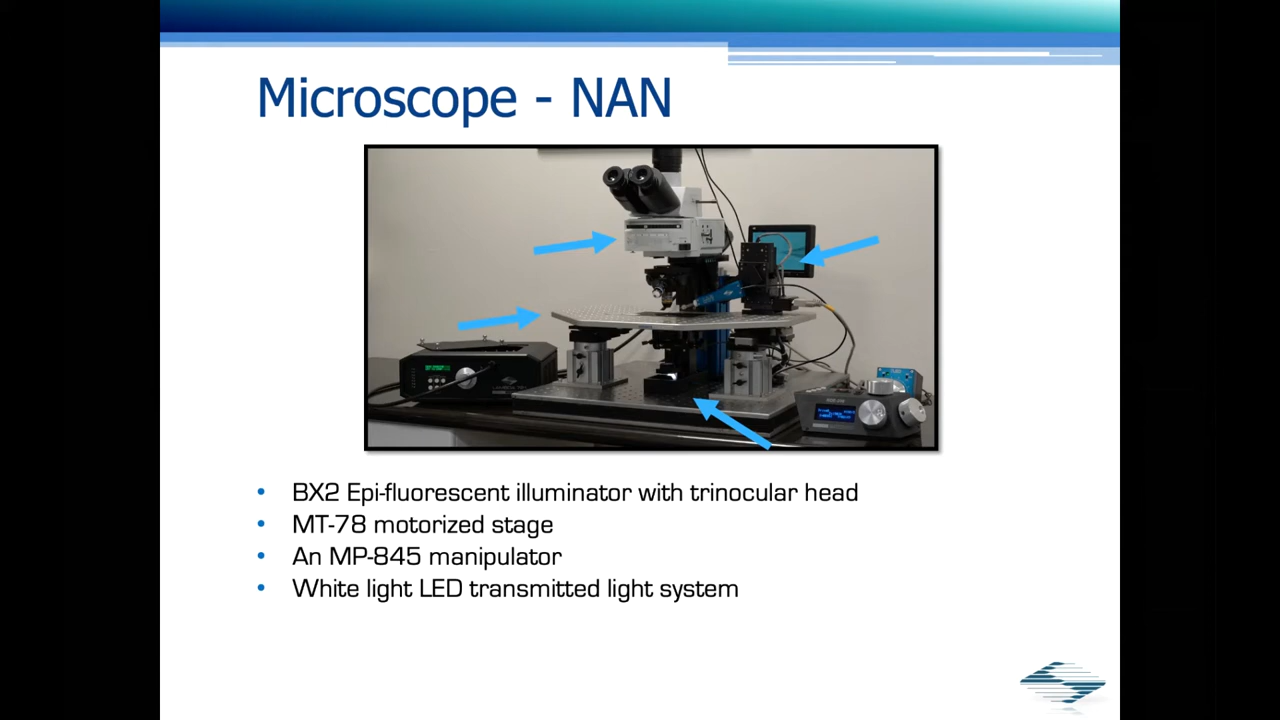 Microscope - NAN
• BX2 Epi-fluorescent illuminator with trinocular head
• MT-78 motorized stage
• An MP-845 manipulator
• White light LED transmitted light system